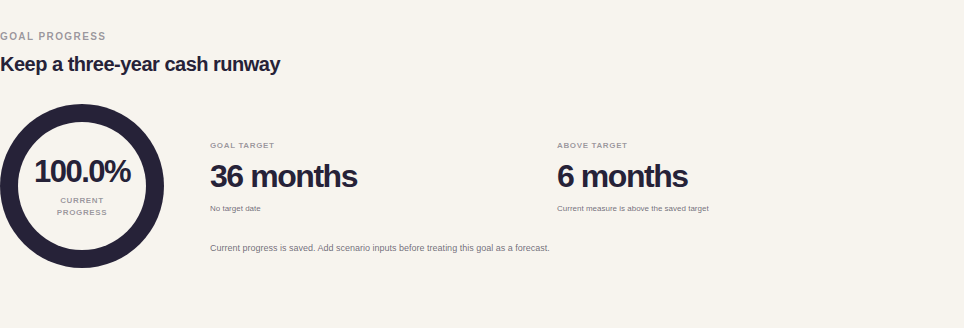 GOAL PROGRESS
Keep a three-year cash runway
100.0%
CURRENT
PROGRESS
GOAL TARGET
36 months
No target date
ABOVE TARGET
6 months
Current measure is above the saved target
Current progress is saved. Add scenario inputs before treating this goal as a forecast.